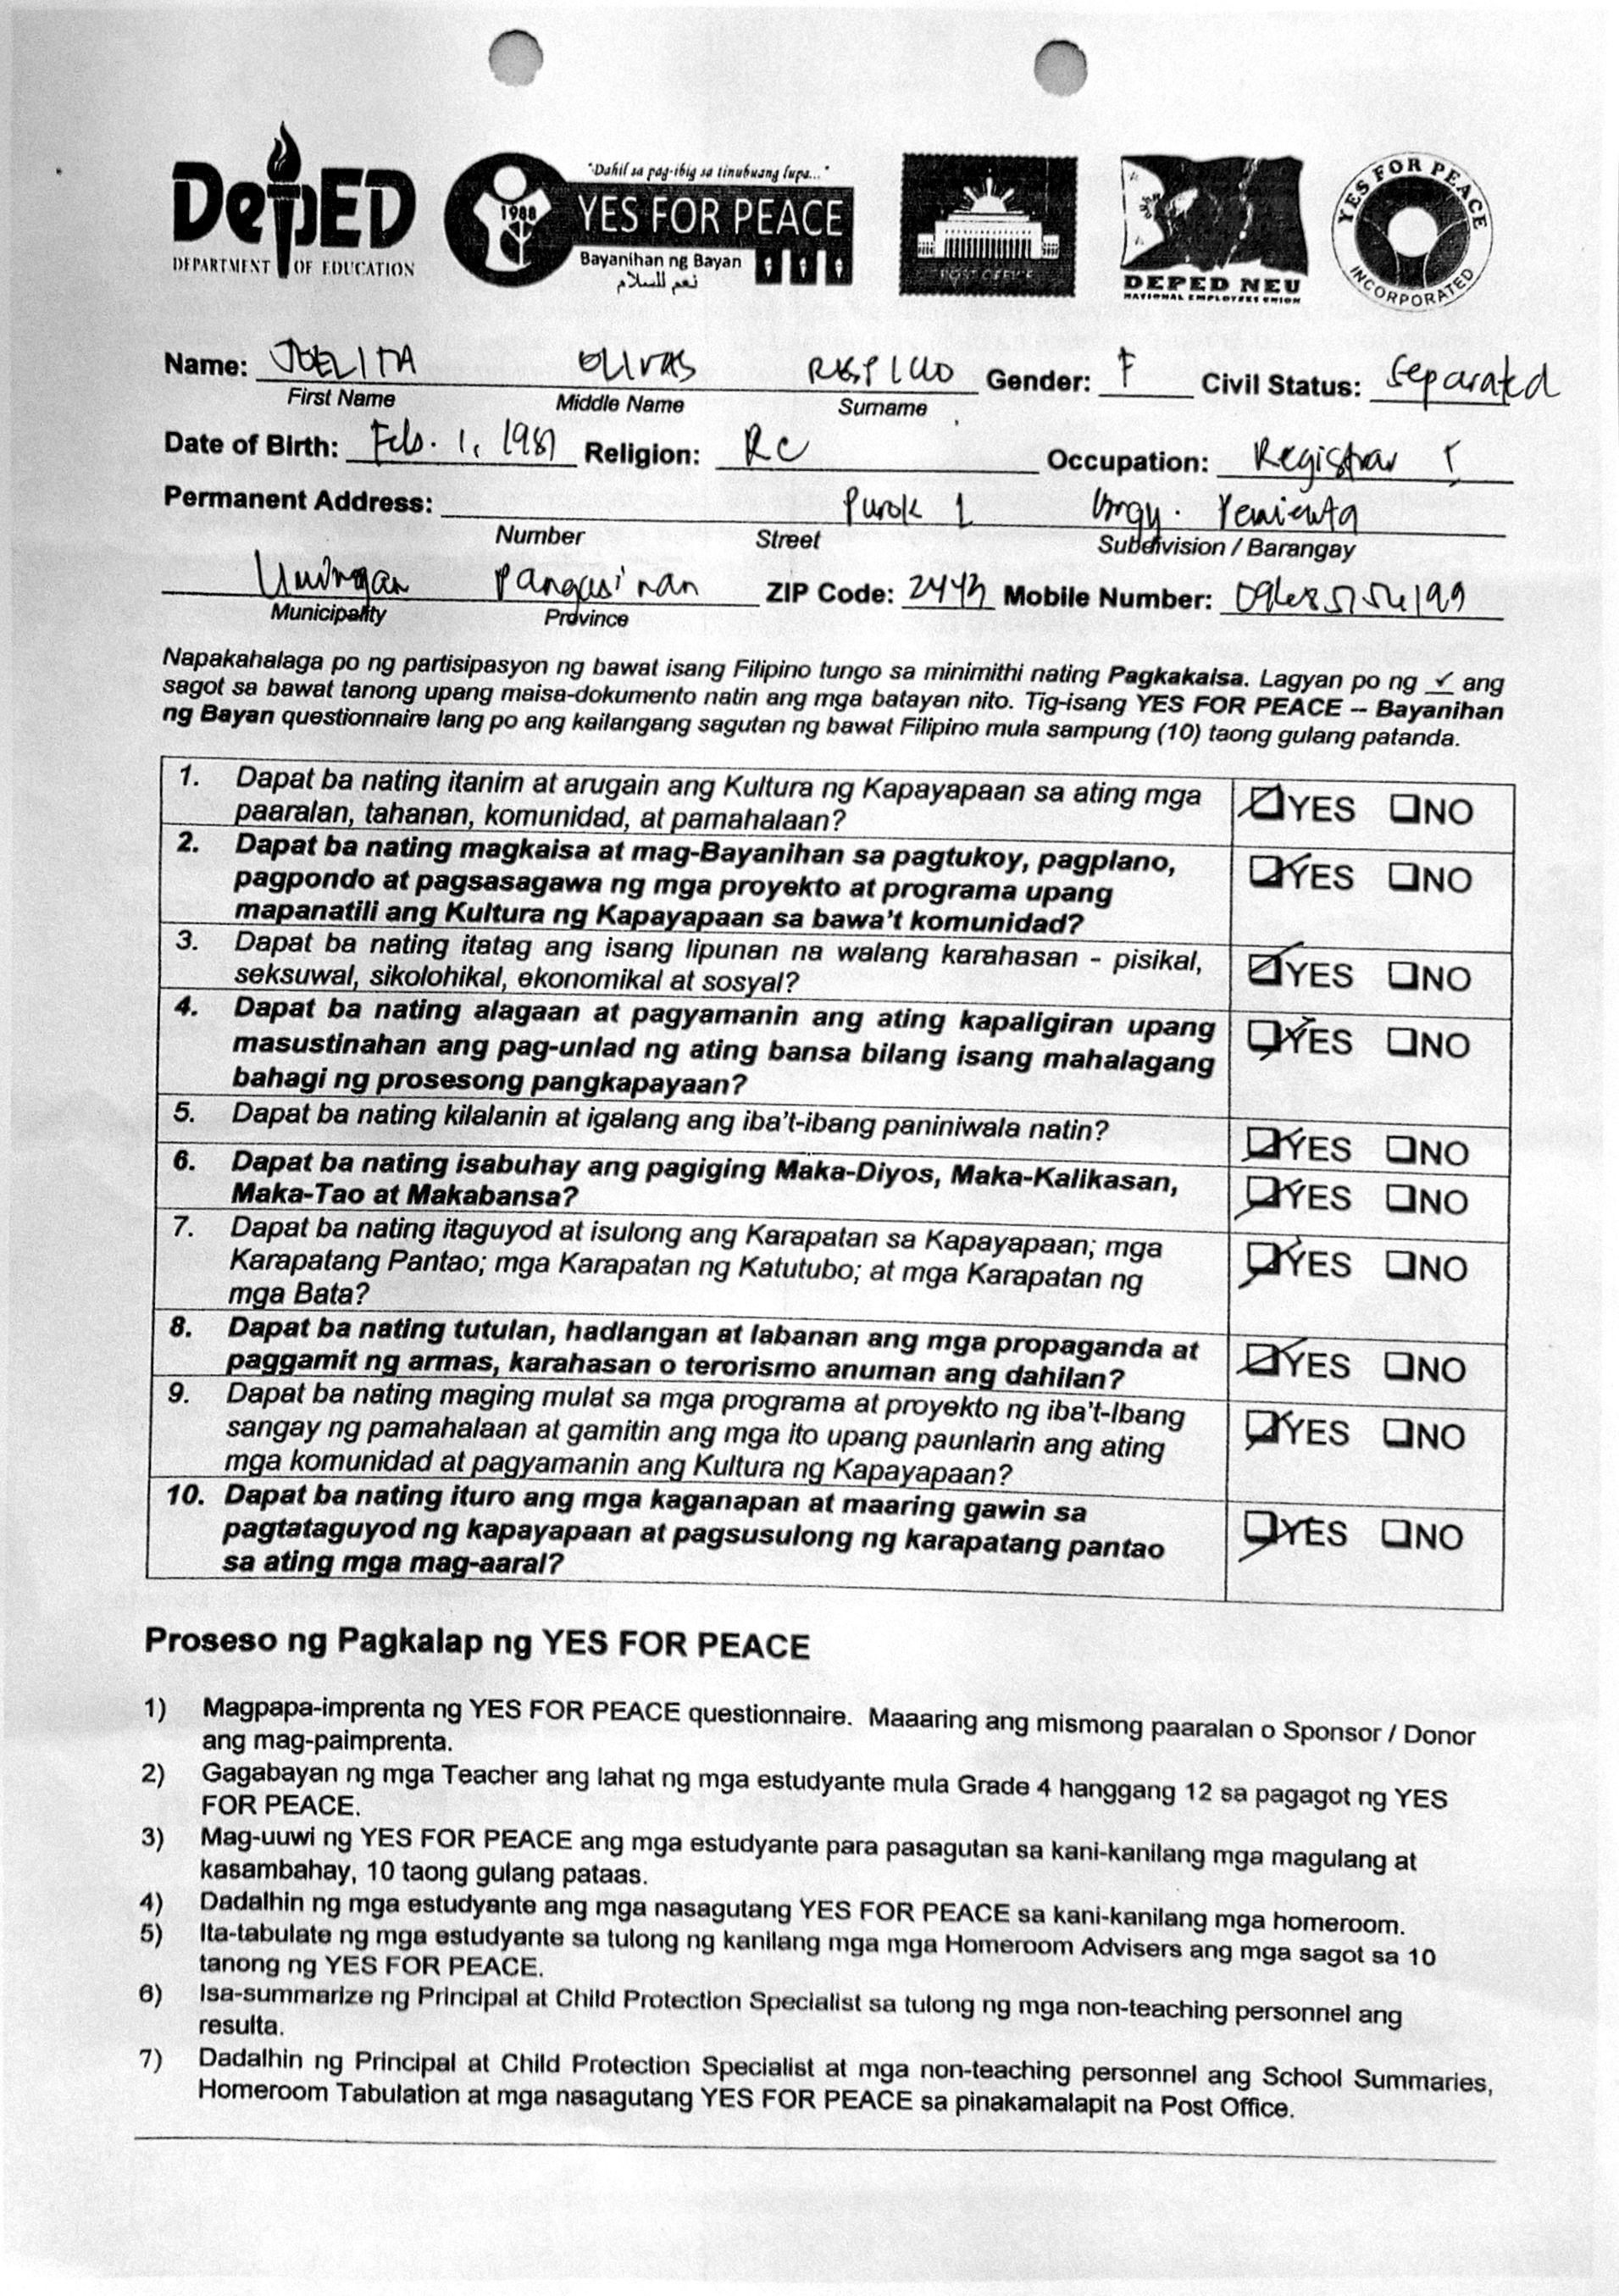 DepED
DEPARTMENT OF EDUCATION
"Dahil sa pag-ibig sa tinubuang lupa..."
1988
YES FOR PEACE
Bayanihan ng Bayan
نعم للسلام
POST OFFICE
DEPED NEU
NATIONAL EMPLOYEES UNION
YES FOR PEACE
INCORPORATED
Name: JOELITA OLIVAS RESPICIO Gender: F Civil Status: Separated
First Name Middle Name Surname
Date of Birth: Feb. 1, 1981 Religion: RC Occupation: Registrar I
Permanent Address: Purok 1 Brgy.
Number Street Subdivision / Barangay
Umingan Pangasinan ZIP Code: 2443 Mobile Number:
Municipality Province
Napakahalaga po ng partisipasyon ng bawat isang Filipino tungo sa minimithi nating Pagkakaisa. Lagyan po ng ✓ ang
sagot sa bawat tanong upang maisa-dokumento natin ang mga batayan nito. Tig-isang YES FOR PEACE -- Bayanihan
ng Bayan questionnaire lang po ang kailangang sagutan ng bawat Filipino mula sampung (10) taong gulang patanda.
1. Dapat ba nating itanim at arugain ang Kultura ng Kapayapaan sa ating mga
paaralan, tahanan, komunidad, at pamahalaan?
☑YES ☐NO
2. Dapat ba nating magkaisa at mag-Bayanihan sa pagtukoy, pagplano,
pagpondo at pagsasagawa ng mga proyekto at programa upang
mapanatili ang Kultura ng Kapayapaan sa bawa't komunidad?
☑YES ☐NO
3. Dapat ba nating itatag ang isang lipunan na walang karahasan - pisikal,
seksuwal, sikolohikal, ekonomikal at sosyal?
☑YES ☐NO
4. Dapat ba nating alagaan at pagyamanin ang ating kapaligiran upang
masustinahan ang pag-unlad ng ating bansa bilang isang mahalagang
bahagi ng prosesong pangkapayaan?
☑YES ☐NO
5. Dapat ba nating kilalanin at igalang ang iba't-ibang paniniwala natin?
☑YES ☐NO
6. Dapat ba nating isabuhay ang pagiging Maka-Diyos, Maka-Kalikasan,
Maka-Tao at Makabansa?
☑YES ☐NO
7. Dapat ba nating itaguyod at isulong ang Karapatan sa Kapayapaan; mga
Karapatang Pantao; mga Karapatan ng Katutubo; at mga Karapatan ng
mga Bata?
☑YES ☐NO
8. Dapat ba nating tutulan, hadlangan at labanan ang mga propaganda at
paggamit ng armas, karahasan o terorismo anuman ang dahilan?
☑YES ☐NO
9. Dapat ba nating maging mulat sa mga programa at proyekto ng iba't-Ibang
sangay ng pamahalaan at gamitin ang mga ito upang paunlarin ang ating
mga komunidad at pagyamanin ang Kultura ng Kapayapaan?
☑YES ☐NO
10. Dapat ba nating ituro ang mga kaganapan at maaring gawin sa
pagtataguyod ng kapayapaan at pagsusulong ng karapatang pantao
sa ating mga mag-aaral?
☑YES ☐NO
Proseso ng Pagkalap ng YES FOR PEACE
1) Magpapa-imprenta ng YES FOR PEACE questionnaire. Maaaring ang mismong paaralan o Sponsor / Donor
ang mag-paimprenta.
2) Gagabayan ng mga Teacher ang lahat ng mga estudyante mula Grade 4 hanggang 12 sa pagagot ng YES
FOR PEACE.
3) Mag-uuwi ng YES FOR PEACE ang mga estudyante para pasagutan sa kani-kanilang mga magulang at
kasambahay, 10 taong gulang pataas.
4) Dadalhin ng mga estudyante ang mga nasagutang YES FOR PEACE sa kani-kanilang mga homeroom.
5) Ita-tabulate ng mga estudyante sa tulong ng kanilang mga mga Homeroom Advisers ang mga sagot sa 10
tanong ng YES FOR PEACE.
6) Isa-summarize ng Principal at Child Protection Specialist sa tulong ng mga non-teaching personnel ang
resulta.
7) Dadalhin ng Principal at Child Protection Specialist at mga non-teaching personnel ang School Summaries,
Homeroom Tabulation at mga nasagutang YES FOR PEACE sa pinakamalapit na Post Office.